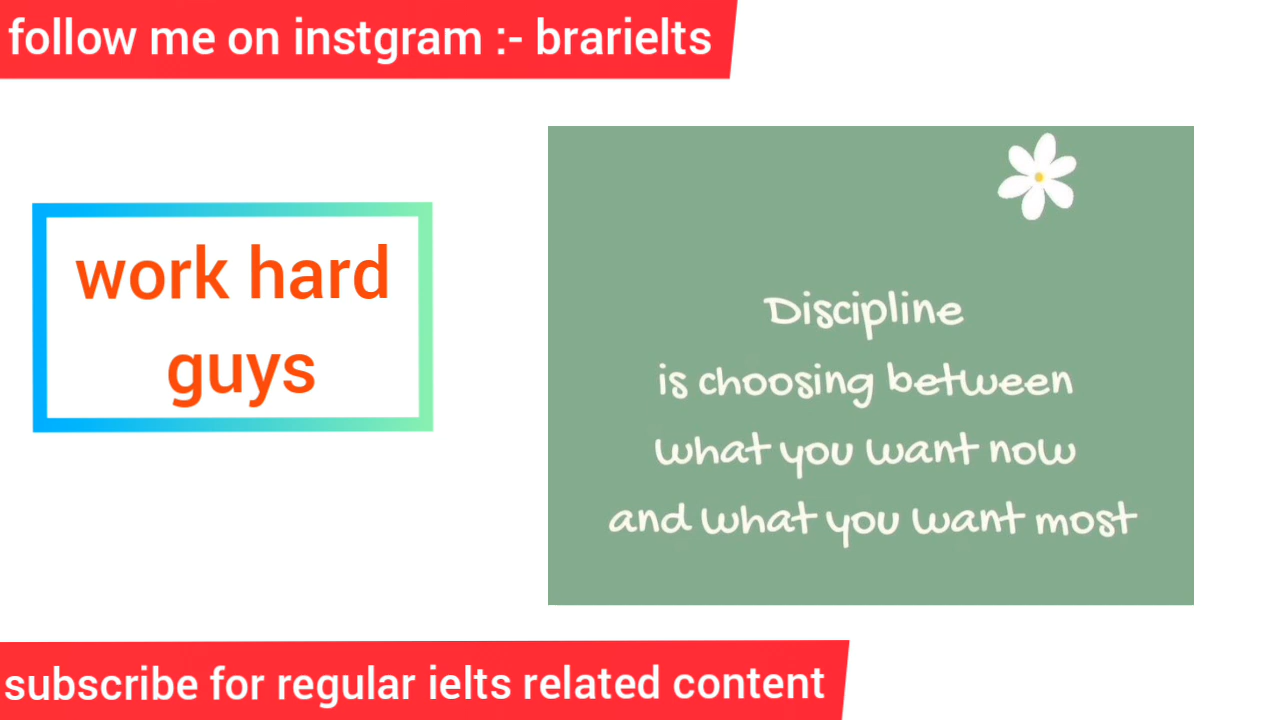 follow me on instgram :- brarielts
work hard
guys
Discipline
is choosing between
what you want now
and what you want most
subscribe for regular ielts related content